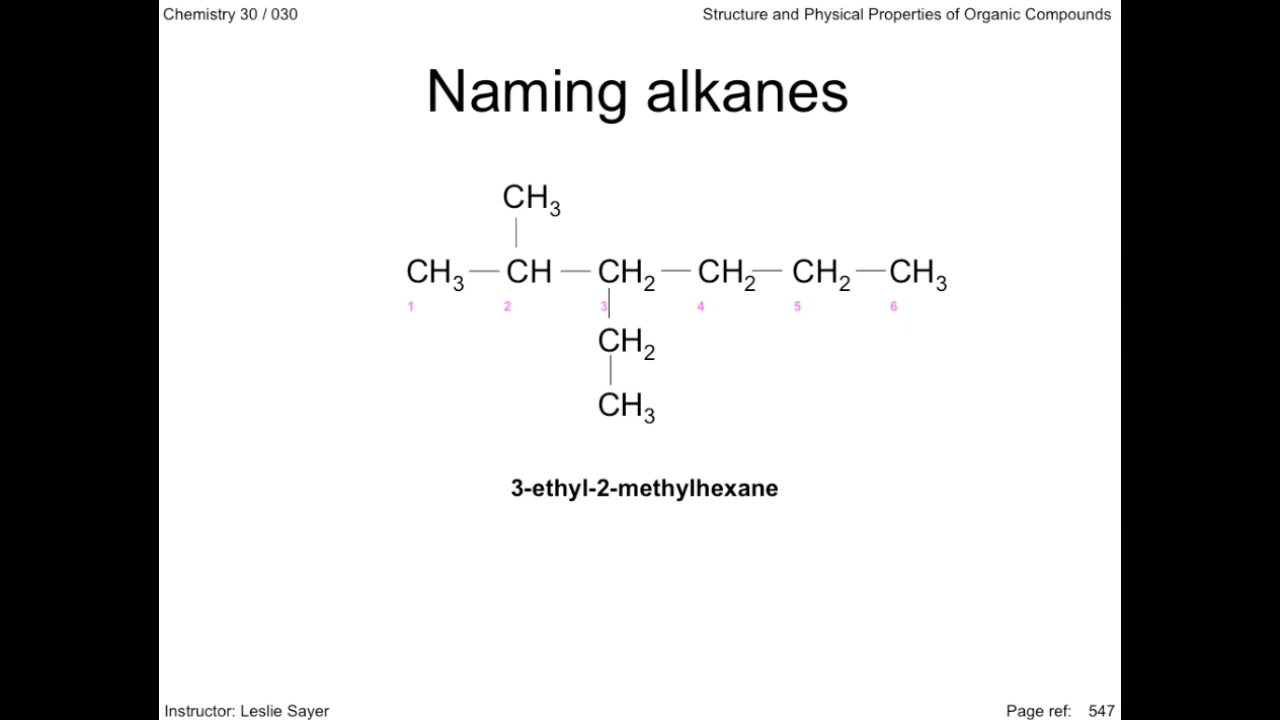 Chemistry 30 / 030
Structure and Physical Properties of Organic Compounds
Naming alkanes
CH₃
CH₃ — CH — CH₂ — CH₂ — CH₂ — CH₃
1 2 3 4 5 6
CH₂
CH₃
3-ethyl-2-methylhexane
Instructor: Leslie Sayer
Page ref: 547